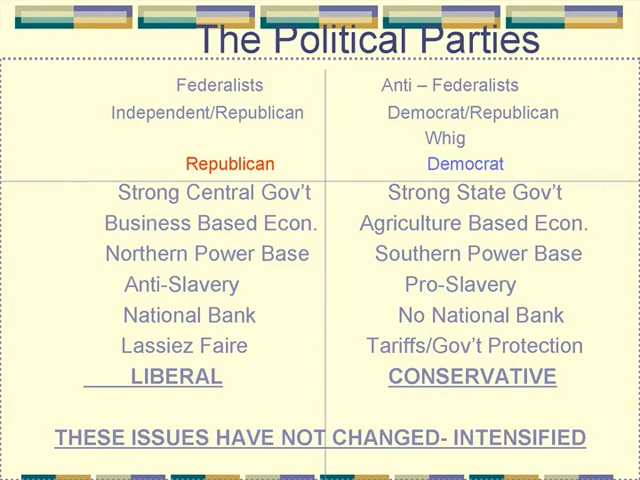 The Political Parties
Federalists Anti – Federalists
Independent/Republican Democrat/Republican
Whig
Republican Democrat
Strong Central Gov't Strong State Gov't
Business Based Econ. Agriculture Based Econ.
Northern Power Base Southern Power Base
Anti-Slavery Pro-Slavery
National Bank No National Bank
Lassiez Faire Tariffs/Gov't Protection
LIBERAL CONSERVATIVE
THESE ISSUES HAVE NOT CHANGED- INTENSIFIED